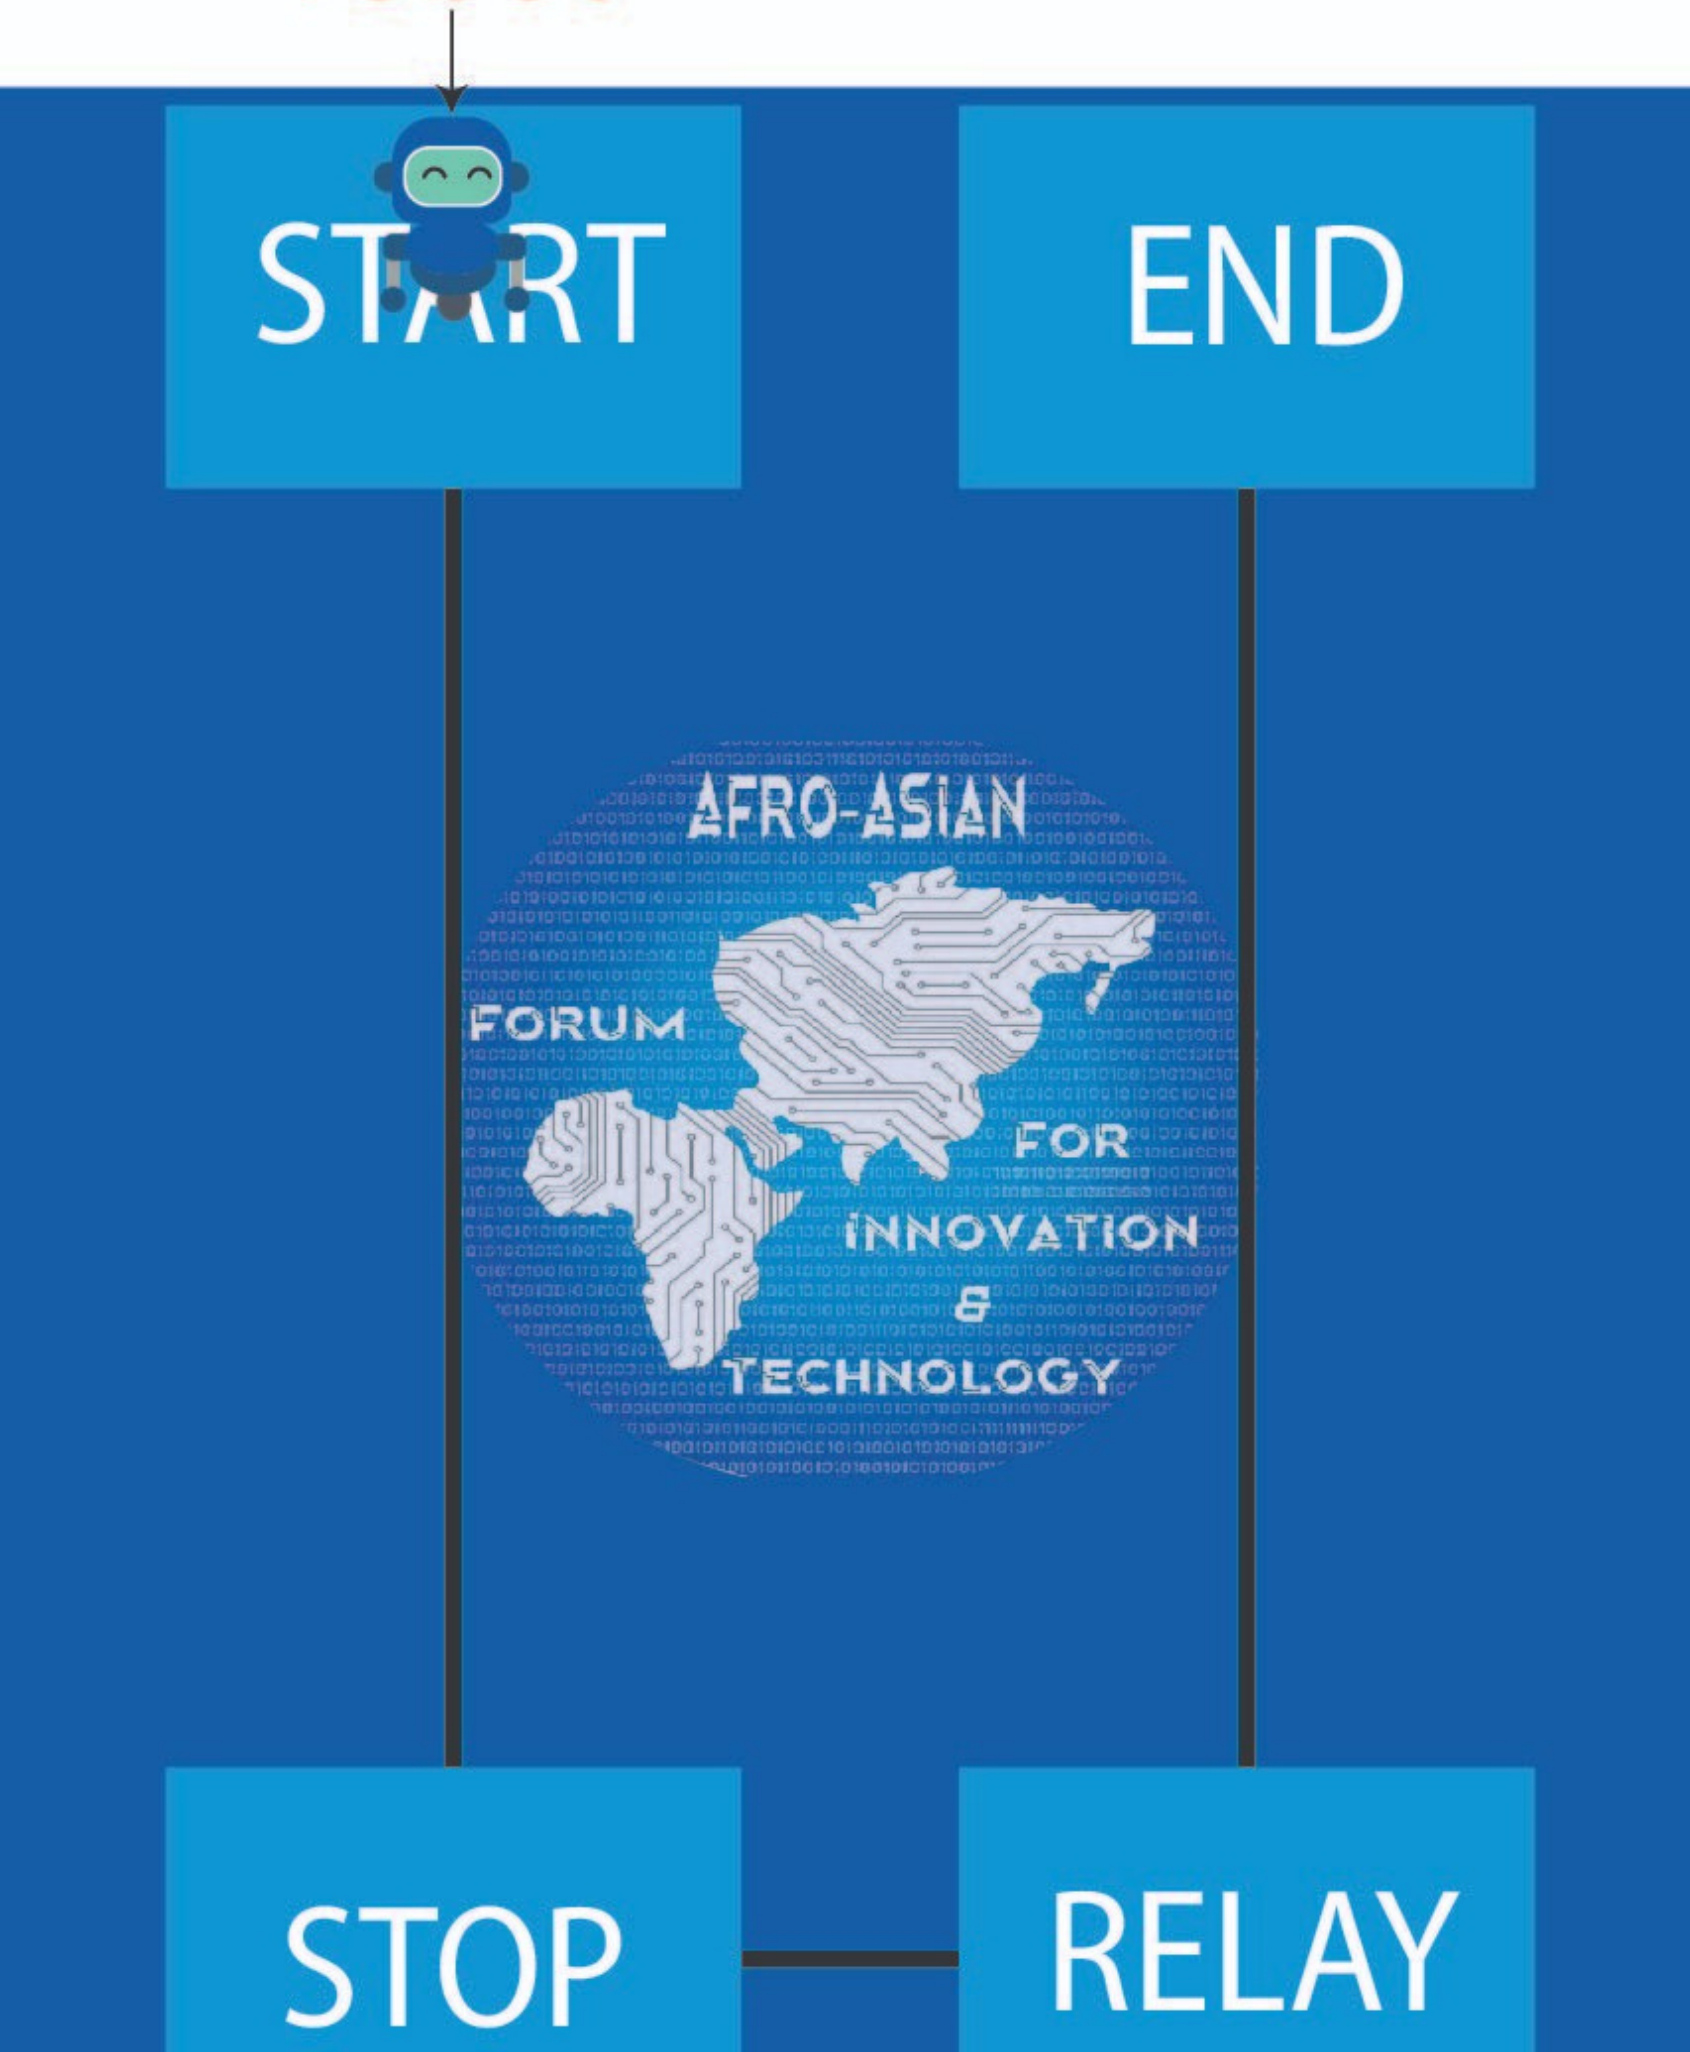 START
END
AFRO-ASiAN
FORUM
FOR
iNNOVATiON
&
TECHNOLOGY
STOP
RELAY